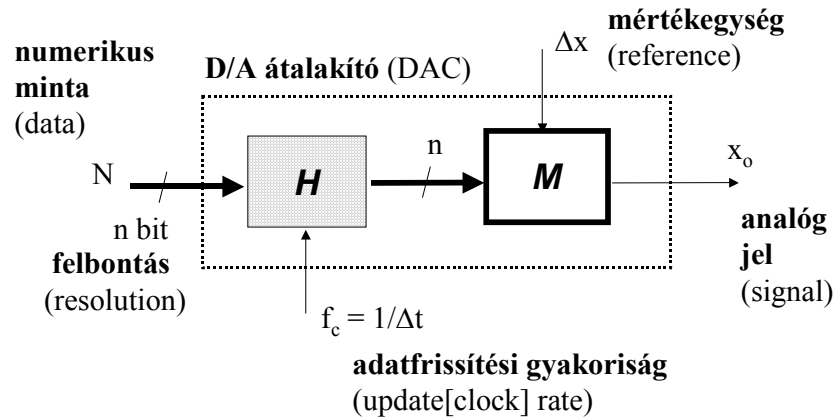 numerikus
minta
(data)
D/A átalakító (DAC)
mértékegység
(reference)
Δx
N
n bit
felbontás
(resolution)
H
n
M
x₀
analóg
jel
(signal)
f_c = 1/Δt
adatfrissítési gyakoriság
(update[clock] rate)